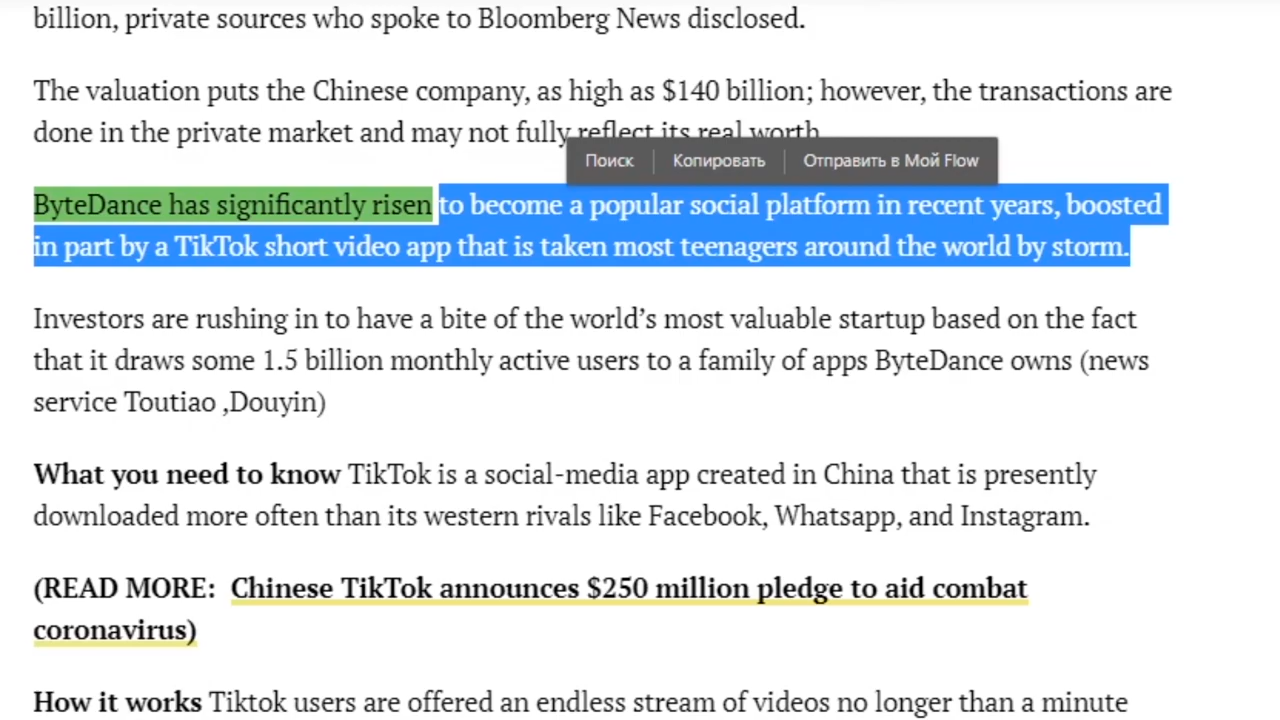 billion, private sources who spoke to Bloomberg News disclosed.
The valuation puts the Chinese company, as high as $140 billion; however, the transactions are
done in the private market and may not fully reflect its real worth
Поиск Копировать Отправить в Мой Flow
ByteDance has significantly risen to become a popular social platform in recent years, boosted
in part by a TikTok short video app that is taken most teenagers around the world by storm.
Investors are rushing in to have a bite of the world’s most valuable startup based on the fact
that it draws some 1.5 billion monthly active users to a family of apps ByteDance owns (news
service Toutiao ,Douyin)
What you need to know TikTok is a social-media app created in China that is presently
downloaded more often than its western rivals like Facebook, Whatsapp, and Instagram.
(READ MORE: Chinese TikTok announces $250 million pledge to aid combat
coronavirus)
How it works Tiktok users are offered an endless stream of videos no longer than a minute